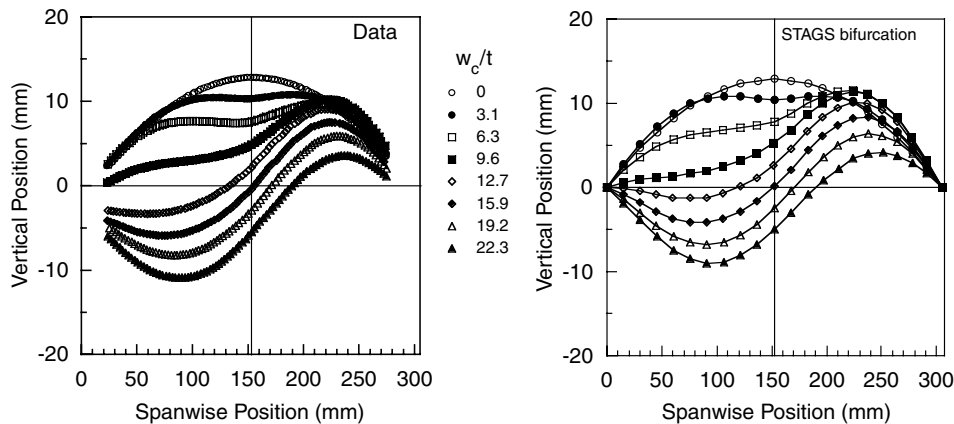 Data
Vertical Position (mm)
20
10
0
-10
-20
0 50 100 150 200 250 300
Spanwise Position (mm)
w_c/t
0
3.1
6.3
9.6
12.7
15.9
19.2
22.3
STAGS bifurcation
Vertical Position (mm)
20
10
0
-10
-20
0 50 100 150 200 250 300
Spanwise Position (mm)